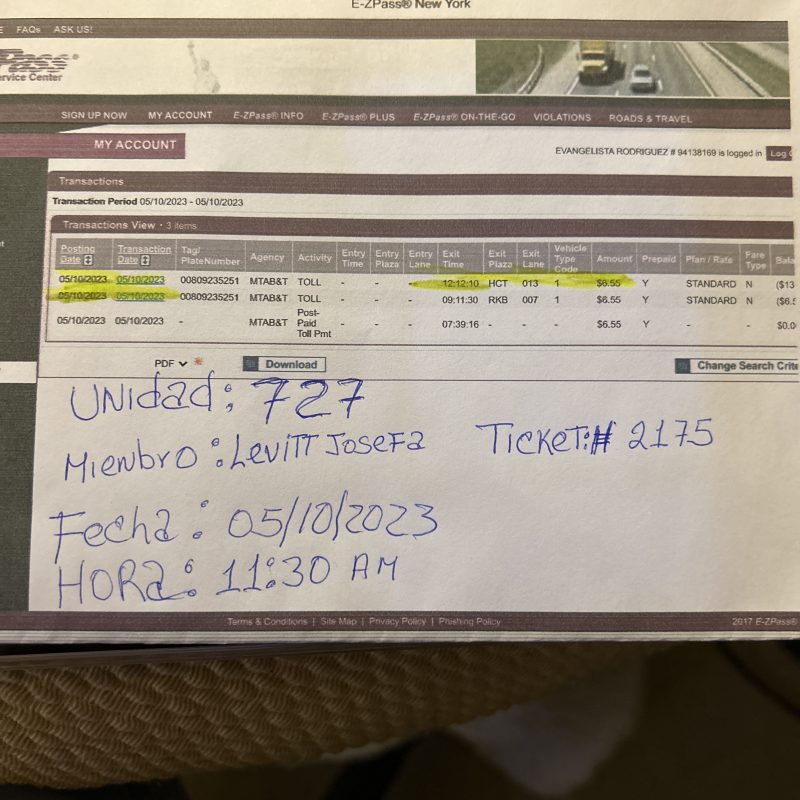 E-ZPass® New York
FAQs ASK US!
Pass®
ervice Center
SIGN UP NOW MY ACCOUNT E-ZPass® INFO E-ZPass® PLUS E-ZPass® ON-THE-GO VIOLATIONS ROADS & TRAVEL
MY ACCOUNT
EVANGELISTA RODRIGUEZ # 94138169 is logged in Log
Transactions
Transaction Period 05/10/2023 - 05/10/2023
Transactions View · 3 items
Posting Date Transaction Date Tag/ PlateNumber Agency Activity Entry Time Entry Plaza Entry Lane Exit Time Exit Plaza Exit Lane Vehicle Type Code Amount Prepaid Plan / Rate Fare Type Bala
05/10/2023 05/10/2023 00809235251 MTAB&T TOLL - - - 12:12:10 HCT 013 1 $6.55 Y STANDARD N ($13
05/10/2023 05/10/2023 00809235251 MTAB&T TOLL - - - 09:11:30 RKB 007 1 $6.55 Y STANDARD N ($6.5
05/10/2023 05/10/2023 - MTAB&T Post-Paid Toll Pmt - - - 07:39:16 - - - $6.55 Y - - $0.0
PDF * Download Change Search Crite
UNidad: 727
MiembrO: Levitt Josefa TICKET:# 2175
Fecha: 05/10/2023
HORa: 11:30 AM
Terms & Conditions | Site Map | Privacy Policy | Phishing Policy 2017 E-ZPass®